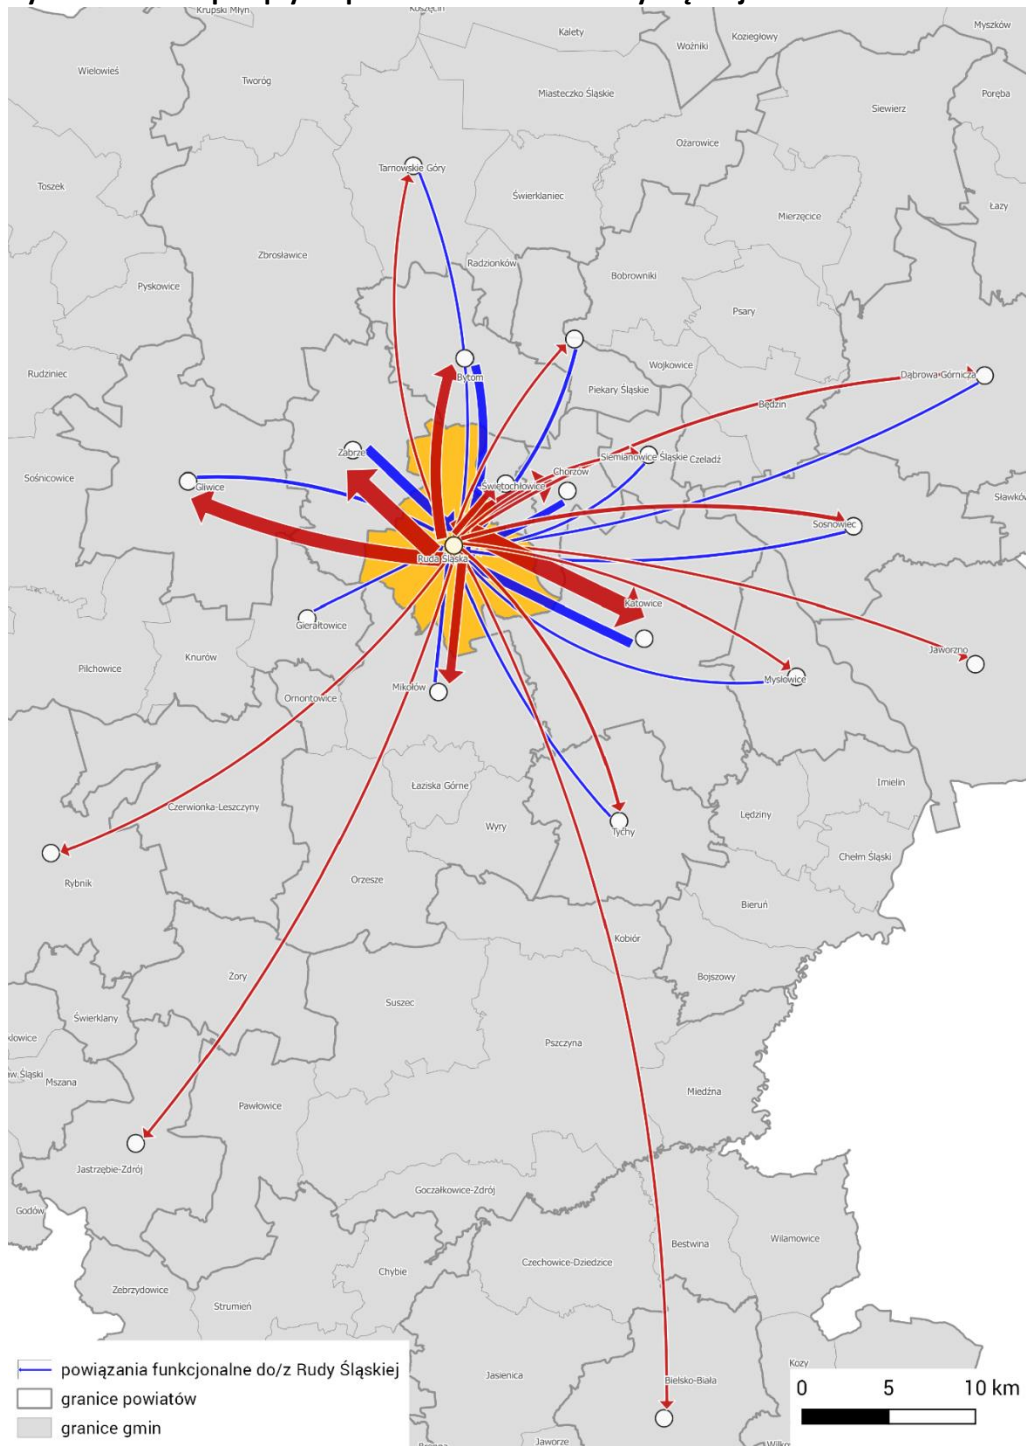 Krupski Młyn
Koszęcin
Kalety
Woźniki
Koziegłowy
Myszków
Wielowieś
Tworóg
Miasteczko Śląskie
Poręba
Siewierz
Ożarowice
Tarnowskie Góry
Toszek
Świerklaniec
Łazy
Mierzęcice
Zbrosławice
Radzionków
Bobrowniki
Pyskowice
Psary
Rudziniec
Wojkowice
Dąbrowa Górnicza
Bytom
Piekary Śląskie
Będzin
Zabrze
Siemianowice Śląskie
Czeladź
Sośnicowice
Chorzów
Gliwice
Świętochłowice
Sławków
Sosnowiec
Ruda Śląska
Katowice
Gierałtowice
Jaworzno
Knurów
Pilchowice
Mysłowice
Mikołów
Ornontowice
Imielin
Łaziska Górne
Czerwionka-Leszczyny
Lędziny
Wyry
Tychy
Chełm Śląski
Orzesze
Rybnik
Bieruń
Kobiór
Żory
Bojszowy
Suszec
Świerklany
Pszczyna
Mszana
Miedźna
Pawłowice
Jastrzębie-Zdrój
Goczałkowice-Zdrój
Godów
Wilamowice
Bestwina
Czechowice-Dziedzice
Chybie
Zebrzydowice
Strumień
Kozy
Jasienica
Bielsko-Biała
Jaworze
powiązania funkcjonalne do/z Rudy Śląskiej
granice powiatów
granice gmin
0 5 10 km